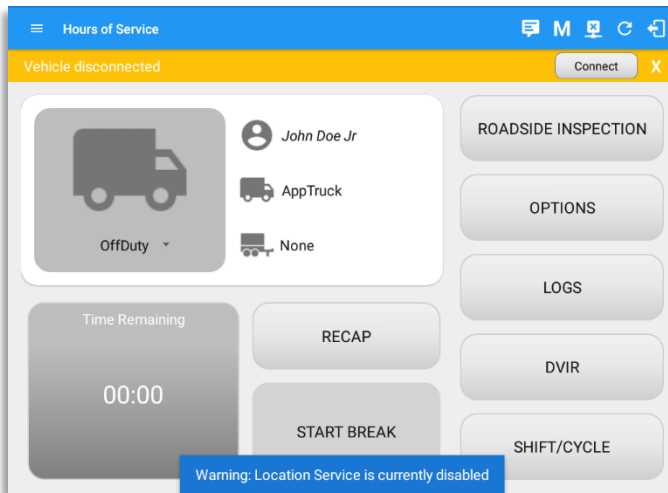 Hours of Service
M
Vehicle disconnected
Connect
X
John Doe Jr
AppTruck
None
OffDuty
ROADSIDE INSPECTION
OPTIONS
LOGS
DVIR
SHIFT/CYCLE
Time Remaining
00:00
RECAP
START BREAK
Warning: Location Service is currently disabled